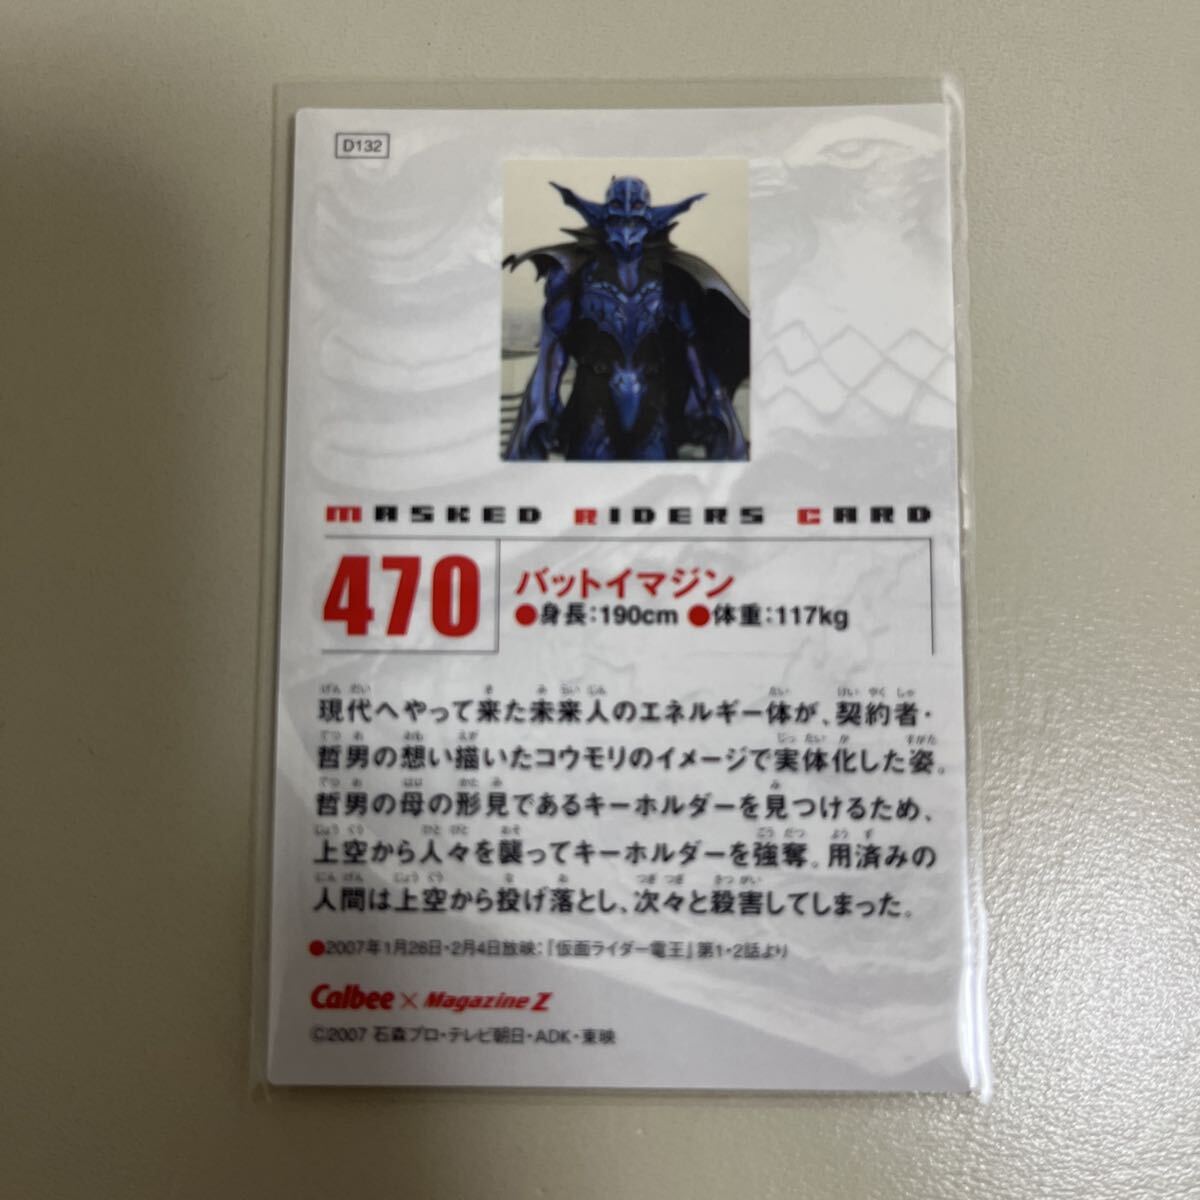 D132
MASKED RIDERS CARD
470
バットイマジン
●身長:190cm ●体重:117kg
現代へやって来た未来人のエネルギー体が、契約者・
哲男の想い描いたコウモリのイメージで実体化した姿。
哲男の母の形見であるキーホルダーを見つけるため、
上空から人々を襲ってキーホルダーを強奪。用済みの
人間は上空から投げ落とし、次々と殺害してしまった。
●2007年1月28日・2月4日放映:「仮面ライダー電王」第1・2話より
Calbee × Magazine Z
©2007 石森プロ・テレビ朝日・ADK・東映